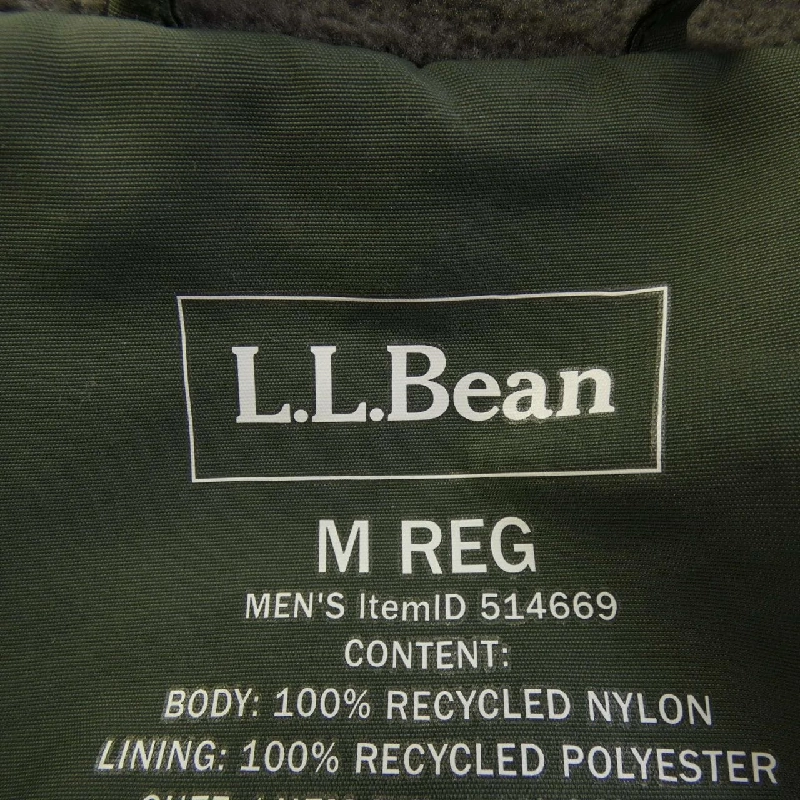 L.L.Bean
M REG
MEN'S ItemID 514669
CONTENT:
BODY: 100% RECYCLED NYLON
LINING: 100% RECYCLED POLYESTER